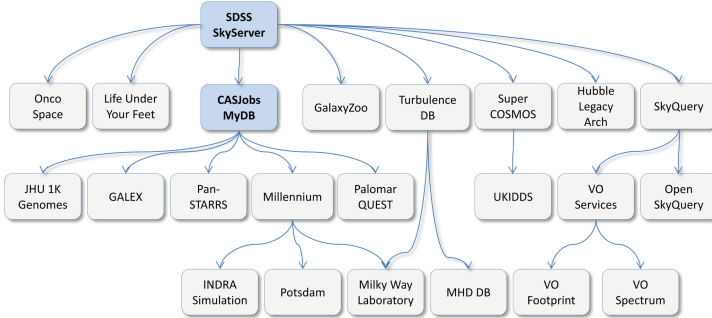 SDSS
SkyServer
Onco
Space
Life Under
Your Feet
CASJobs
MyDB
GalaxyZoo
Turbulence
DB
Super
COSMOS
Hubble
Legacy
Arch
SkyQuery
JHU 1K
Genomes
GALEX
Pan-
STARRS
Millennium
Palomar
QUEST
UKIDDS
VO
Services
Open
SkyQuery
INDRA
Simulation
Potsdam
Milky Way
Laboratory
MHD DB
VO
Footprint
VO
Spectrum